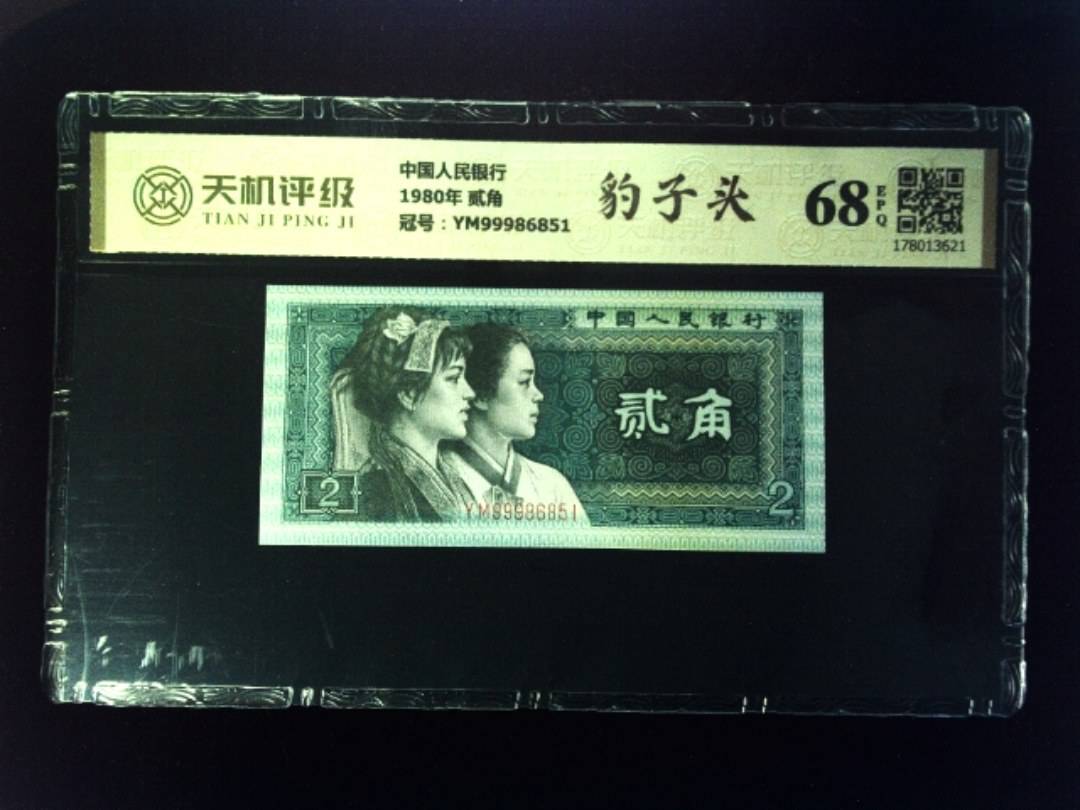 天机评级
TIAN JI PING JI
中国人民银行
1980年 贰角
冠号：YM99986851
豹子头
68
EPQ
178013621
中国人民银行
贰角
2
YM99986851
2